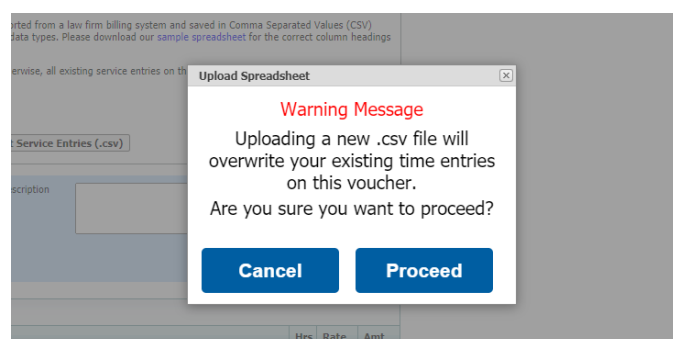 orted from a law firm billing system and saved in Comma Separated Values (CSV)
data types. Please download our sample spreadsheet for the correct column headings
erwise, all existing service entries on th
Upload Spreadsheet
Warning Message
Uploading a new .csv file will
overwrite your existing time entries
on this voucher.
Are you sure you want to proceed?
t Service Entries (.csv)
scription
Cancel Proceed
Hrs Rate Amt